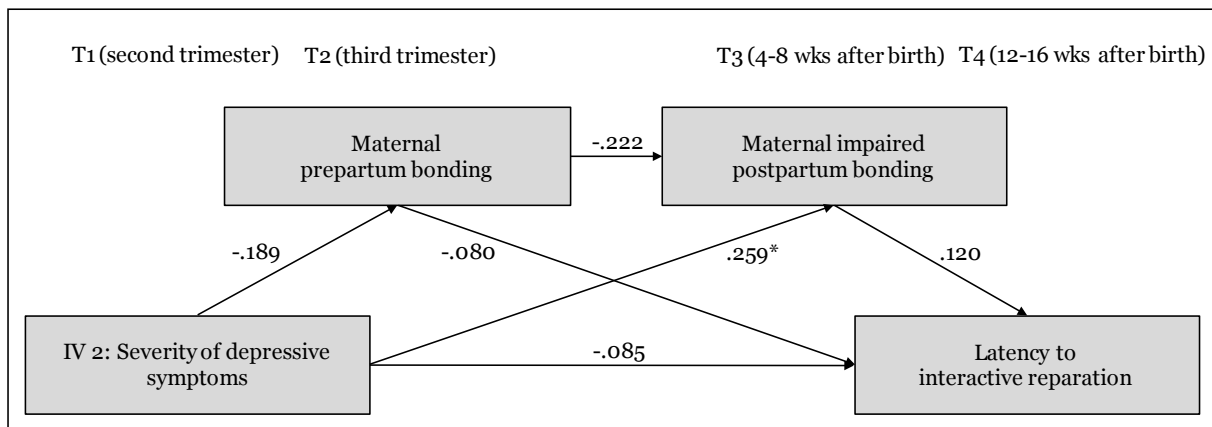 T1 (second trimester) T2 (third trimester) T3 (4-8 wks after birth) T4 (12-16 wks after birth)
Maternal
prepartum bonding
-.222
Maternal impaired
postpartum bonding
-.189
-.080
.259*
.120
IV 2: Severity of depressive
symptoms
-.085
Latency to
interactive reparation